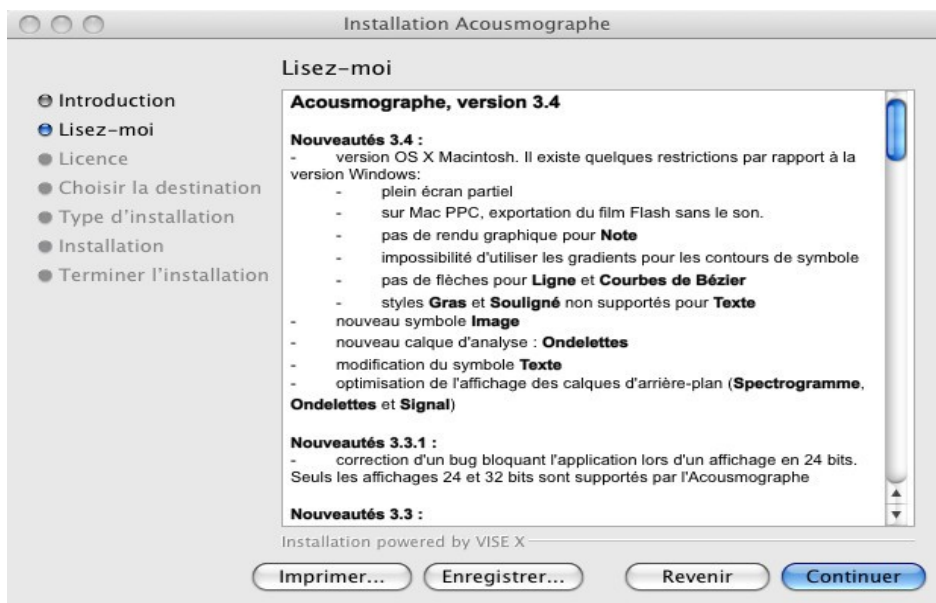 Installation Acousmographe
Lisez-moi
Introduction
Lisez-moi
Licence
Choisir la destination
Type d'installation
Installation
Terminer l'installation
Acousmographe, version 3.4
Nouveautés 3.4 :
- version OS X Macintosh. Il existe quelques restrictions par rapport à la
version Windows:
- plein écran partiel
- sur Mac PPC, exportation du film Flash sans le son.
- pas de rendu graphique pour Note
- impossibilité d'utiliser les gradients pour les contours de symbole
- pas de flèches pour Ligne et Courbes de Bézier
- styles Gras et Souligné non supportés pour Texte
- nouveau symbole Image
- nouveau calque d'analyse : Ondelettes
- modification du symbole Texte
- optimisation de l'affichage des calques d'arrière-plan (Spectrogramme,
Ondelettes et Signal)
Nouveautés 3.3.1 :
- correction d'un bug bloquant l'application lors d'un affichage en 24 bits.
Seuls les affichages 24 et 32 bits sont supportés par l'Acousmographe
Nouveautés 3.3 :
Installation powered by VISE X
Imprimer... Enregistrer... Revenir Continuer